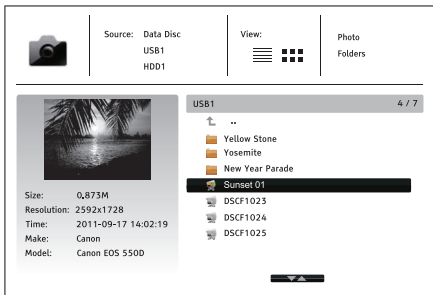 Source: Data Disc
USB1
HDD1
View:
Photo
Folders
USB1 4 / 7
..
Yellow Stone
Yosemite
New Year Parade
Sunset 01
DSCF1023
DSCF1024
DSCF1025
Size: 0.873M
Resolution: 2592x1728
Time: 2011-09-17 14:02:19
Make: Canon
Model: Canon EOS 550D